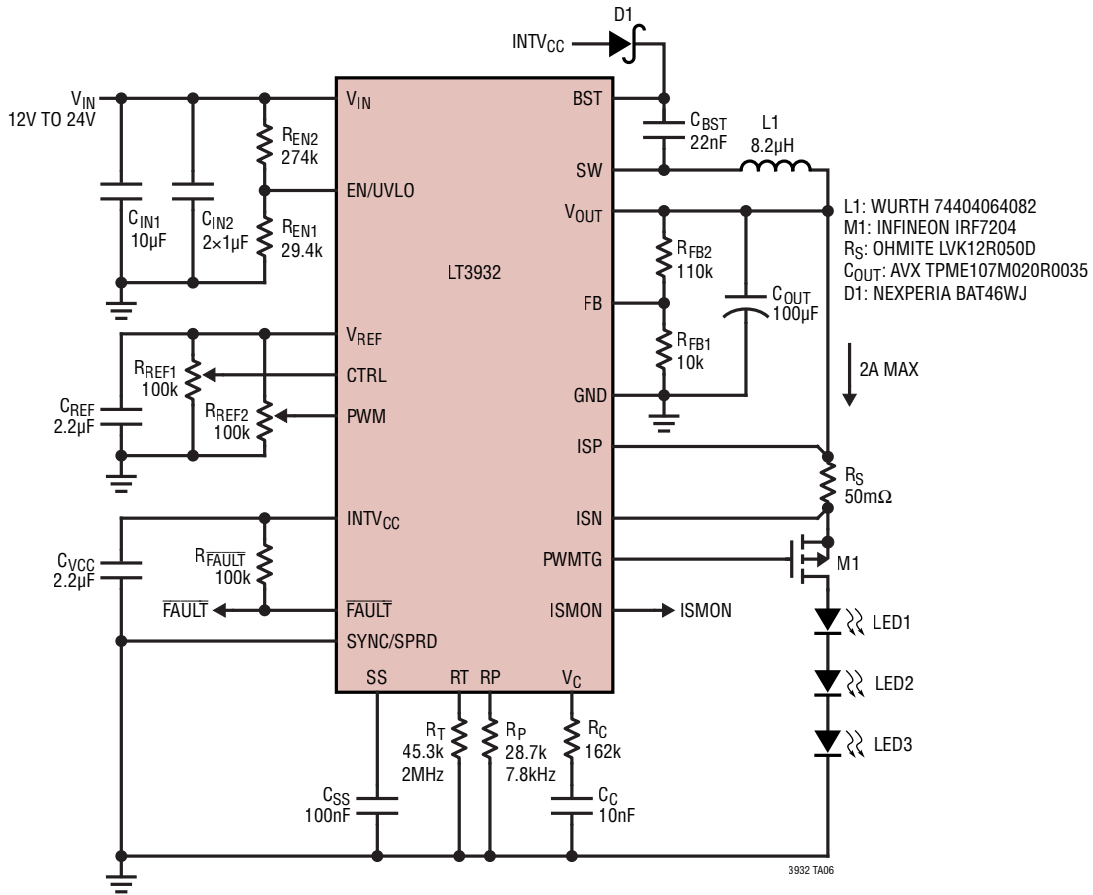 D1
INTVCC
VIN
12V TO 24V
VIN
BST
CBST
22nF
L1
8.2µH
REN2
274k
SW
EN/UVLO
VOUT
L1: WURTH 74404064082
M1: INFINEON IRF7204
RS: OHMITE LVK12R050D
COUT: AVX TPME107M020R0035
D1: NEXPERIA BAT46WJ
CIN1
10µF
CIN2
2×1µF
REN1
29.4k
RFB2
110k
LT3932
FB
COUT
100µF
RFB1
10k
VREF
RREF1
100k
CTRL
GND
2A MAX
CREF
2.2µF
RREF2
100k
PWM
ISP
RS
50mΩ
INTVCC
ISN
CVCC
2.2µF
RFAULT
100k
PWMTG
M1
FAULT
FAULT
ISMON
ISMON
LED1
SYNC/SPRD
SS
RT
RP
VC
LED2
RT
45.3k
2MHz
RP
28.7k
7.8kHz
RC
162k
LED3
CSS
100nF
CC
10nF
3932 TA06